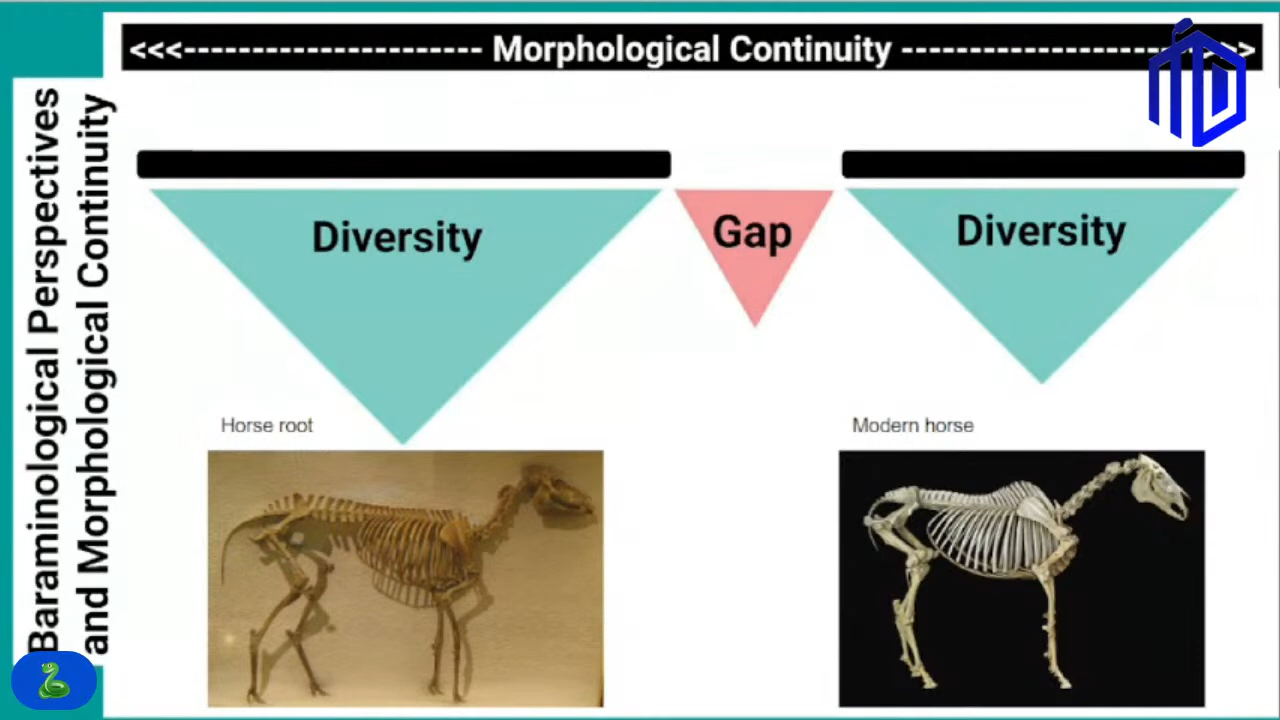 <<<---------------------- Morphological Continuity ---------------------->>>
Baraminological Perspectives
and Morphological Continuity
Diversity
Gap
Diversity
Horse root
Modern horse